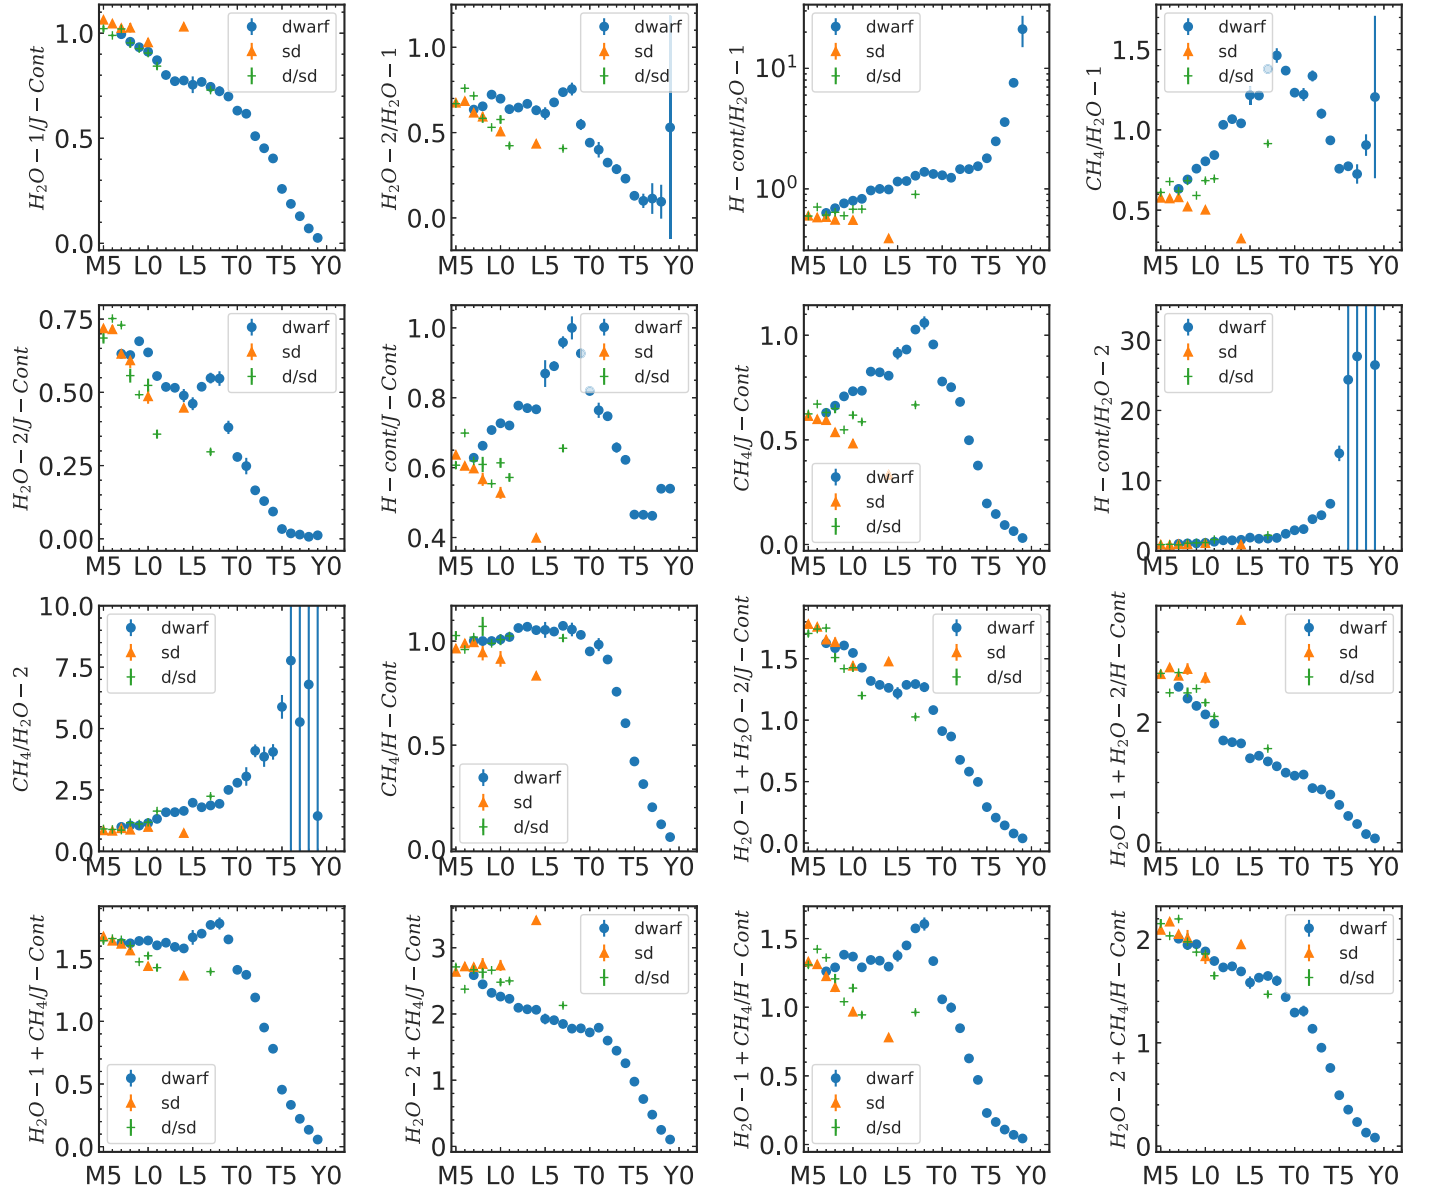 H₂O − 1/J − Cont
1.0
0.5
0.0
dwarf
sd
d/sd
M5 L0 L5 T0 T5 Y0
H₂O − 2/H₂O − 1
1.0
0.5
0.0
dwarf
sd
d/sd
M5 L0 L5 T0 T5 Y0
H − cont/H₂O − 1
10¹
10⁰
dwarf
sd
d/sd
M5 L0 L5 T0 T5 Y0
CH₄/H₂O − 1
1.5
1.0
0.5
dwarf
sd
d/sd
M5 L0 L5 T0 T5 Y0
H₂O − 2/J − Cont
0.75
0.50
0.25
0.00
dwarf
sd
d/sd
M5 L0 L5 T0 T5 Y0
H − cont/J − Cont
1.0
0.8
0.6
0.4
dwarf
sd
d/sd
M5 L0 L5 T0 T5 Y0
CH₄/J − Cont
1.0
0.5
0.0
dwarf
sd
d/sd
M5 L0 L5 T0 T5 Y0
H − cont/H₂O − 2
30
20
10
0
dwarf
sd
d/sd
M5 L0 L5 T0 T5 Y0
CH₄/H₂O − 2
10.0
7.5
5.0
2.5
0.0
dwarf
sd
d/sd
M5 L0 L5 T0 T5 Y0
CH₄/H − Cont
1.0
0.5
0.0
dwarf
sd
d/sd
M5 L0 L5 T0 T5 Y0
H₂O − 1 + H₂O − 2/J − Cont
1.5
1.0
0.5
0.0
dwarf
sd
d/sd
M5 L0 L5 T0 T5 Y0
H₂O − 1 + H₂O − 2/H − Cont
2
0
dwarf
sd
d/sd
M5 L0 L5 T0 T5 Y0
H₂O − 1 + CH₄/J − Cont
1.5
1.0
0.5
0.0
dwarf
sd
d/sd
M5 L0 L5 T0 T5 Y0
H₂O − 2 + CH₄/J − Cont
3
2
1
0
dwarf
sd
d/sd
M5 L0 L5 T0 T5 Y0
H₂O − 1 + CH₄/H − Cont
1.5
1.0
0.5
0.0
dwarf
sd
d/sd
M5 L0 L5 T0 T5 Y0
H₂O − 2 + CH₄/H − Cont
2
1
0
dwarf
sd
d/sd
M5 L0 L5 T0 T5 Y0